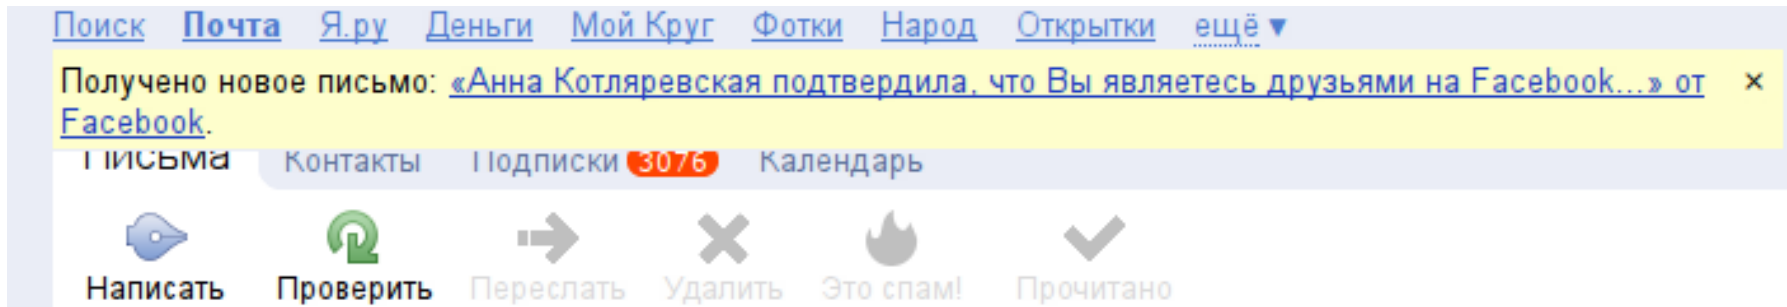 Поиск Почта Я.ру Деньги Мой Круг Фотки Народ Открытки ещё ▼
Получено новое письмо: «Анна Котляревская подтвердила, что Вы являетесь друзьями на Facebook...» от ×
Facebook.
Письма Контакты Подписки 3076 Календарь
Написать Проверить Переслать Удалить Это спам! Прочитано